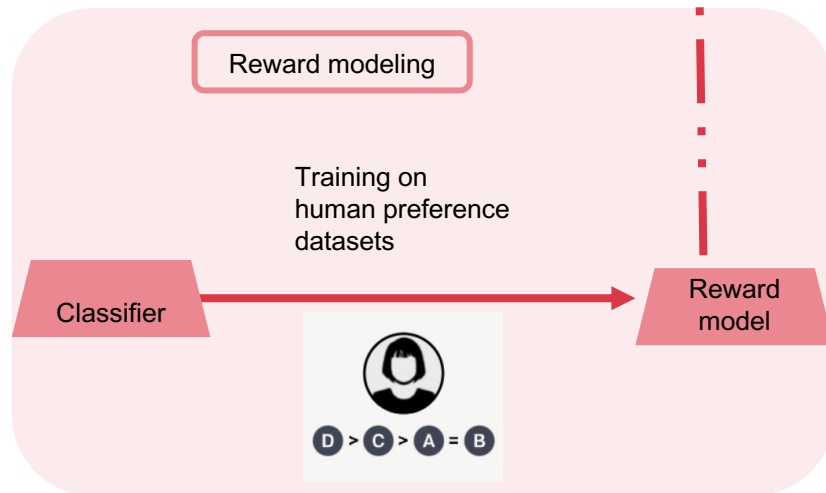 Reward modeling
Training on
human preference
datasets
Classifier
Reward
model
D > C > A = B